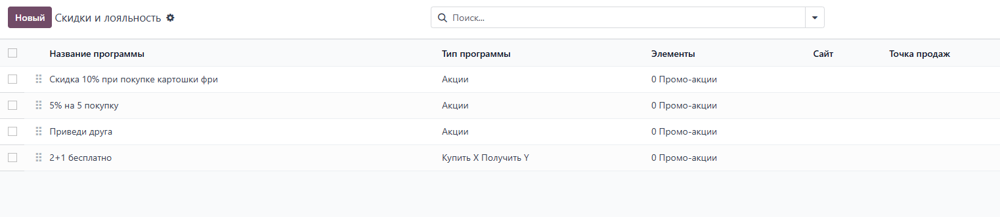 Новый Скидки и лояльность Поиск...
Название программы Тип программы Элементы Сайт Точка продаж
Скидка 10% при покупке картошки фри Акции 0 Промо-акции
5% на 5 покупку Акции 0 Промо-акции
Приведи друга Акции 0 Промо-акции
2+1 бесплатно Купить X Получить Y 0 Промо-акции